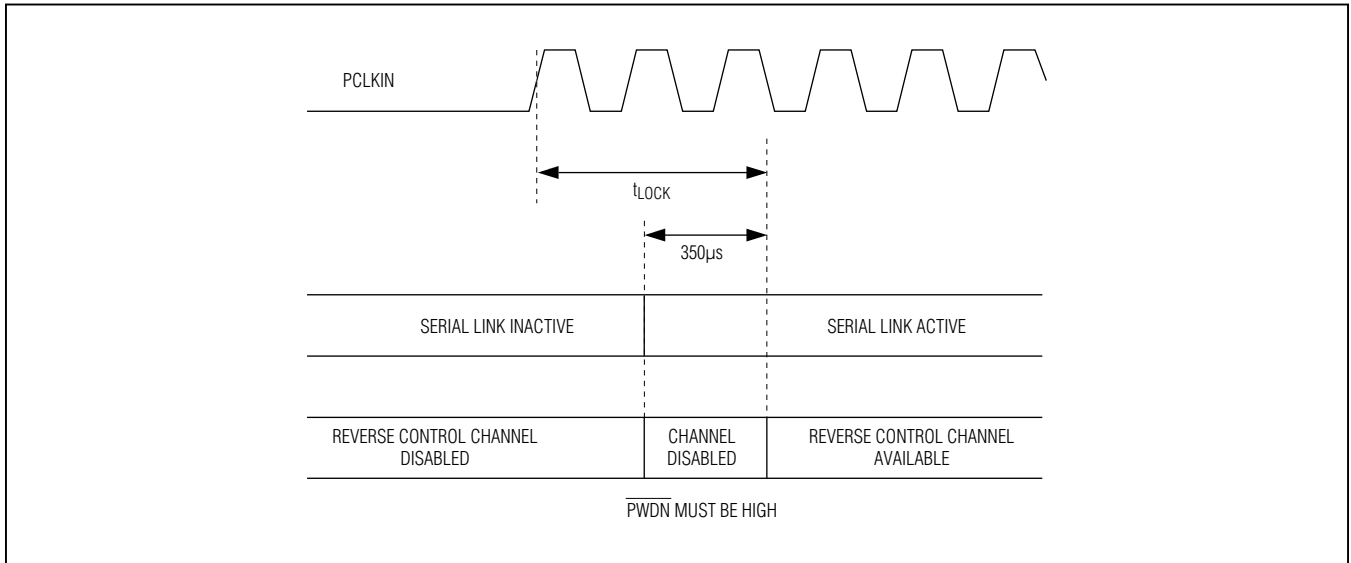 PCLKIN
tLOCK
350µs
SERIAL LINK INACTIVE
SERIAL LINK ACTIVE
REVERSE CONTROL CHANNEL
DISABLED
CHANNEL
DISABLED
REVERSE CONTROL CHANNEL
AVAILABLE
PWDN MUST BE HIGH